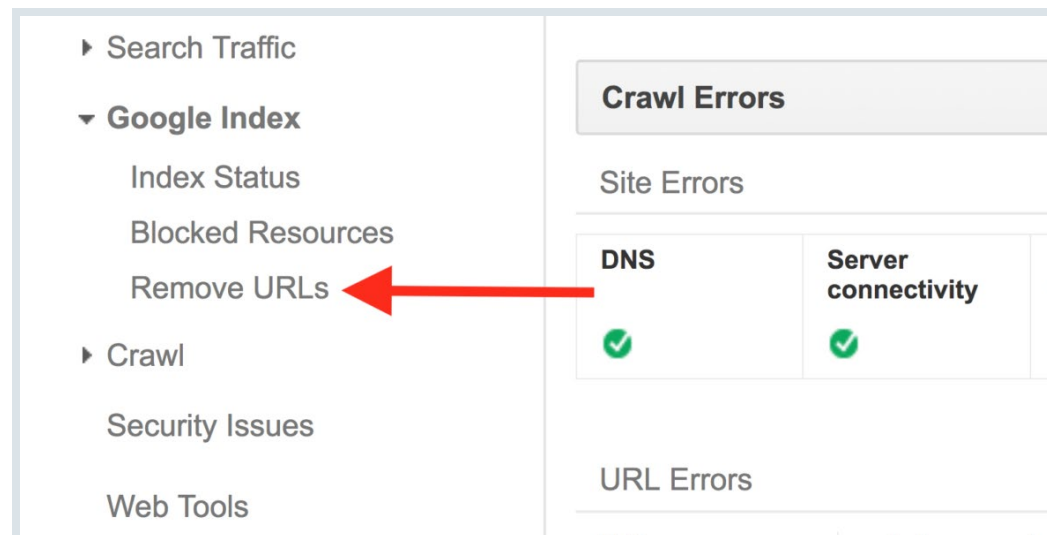 Search Traffic
Google Index
Index Status
Blocked Resources
Remove URLs
Crawl
Security Issues
Web Tools
Crawl Errors
Site Errors
DNS
Server
connectivity
URL Errors